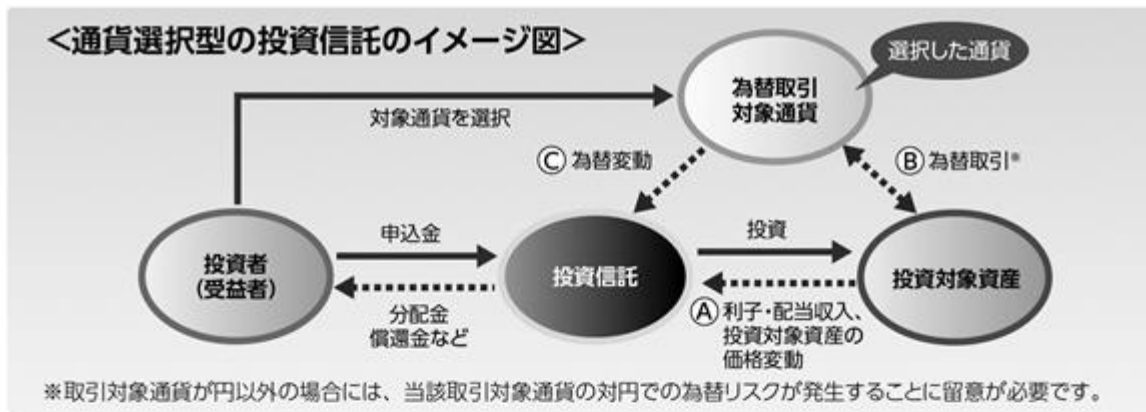 ＜通貨選択型の投資信託のイメージ図＞
選択した通貨
為替取引
対象通貨
対象通貨を選択
Ⓒ 為替変動
Ⓑ 為替取引※
申込金
投資
投資者
(受益者)
投資信託
投資対象資産
分配金
償還金など
Ⓐ 利子・配当収入、
投資対象資産の
価格変動
※取引対象通貨が円以外の場合には、当該取引対象通貨の対円での為替リスクが発生することに留意が必要です。